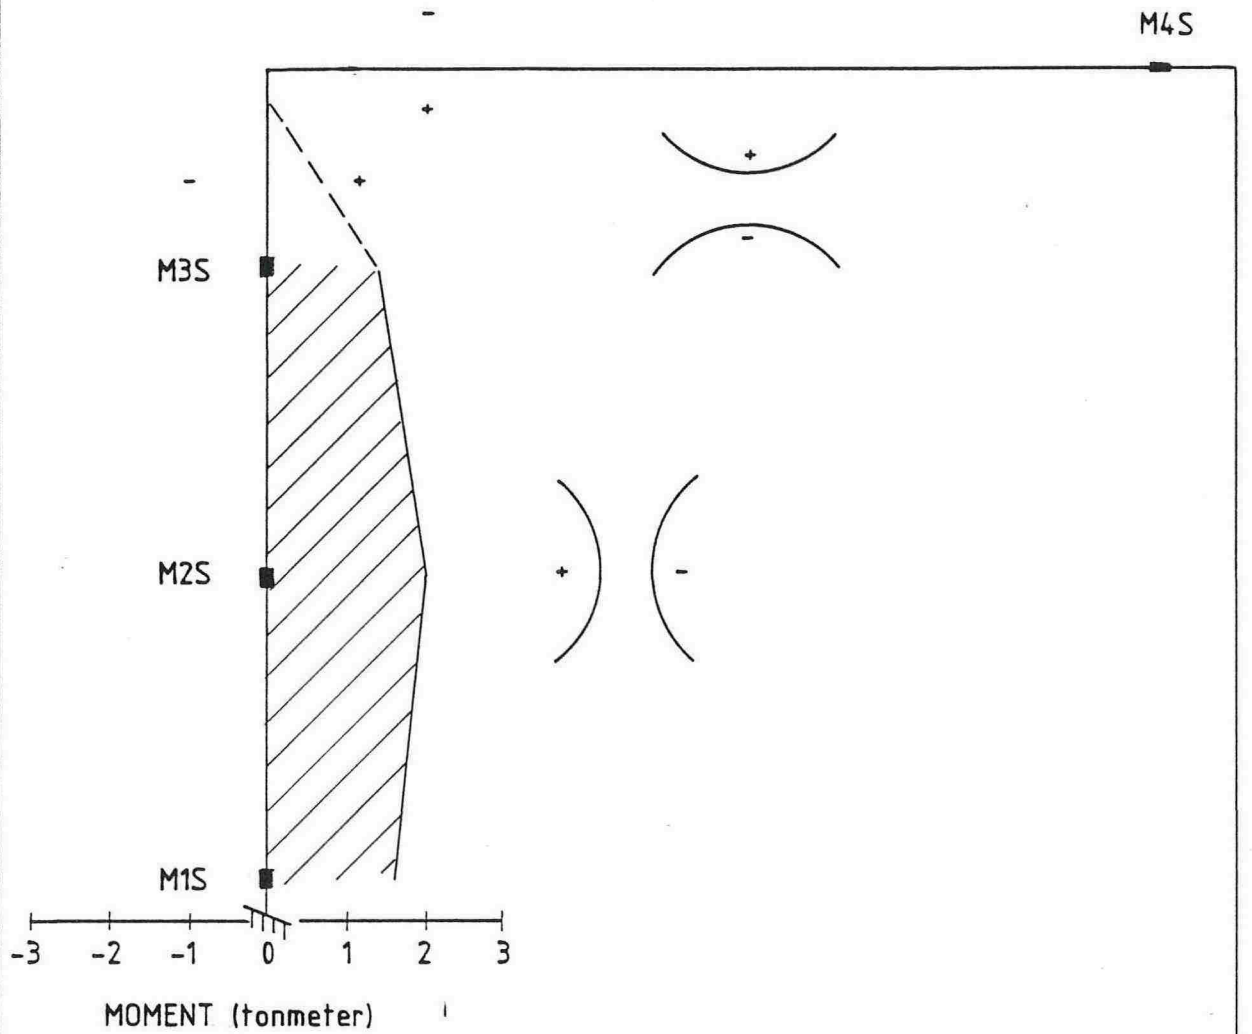 -
M4S
+
+
- +
-
M3S
M2S
+ -
M1S
-3 -2 -1 0 1 2 3
MOMENT (tonmeter)